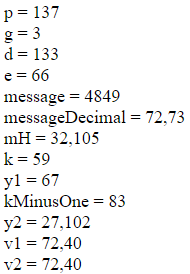 p = 137
g = 3
d = 133
e = 66
message = 4849
messageDecimal = 72,73
mH = 32,105
k = 59
y1 = 67
kMinusOne = 83
y2 = 27,102
v1 = 72,40
v2 = 72,40